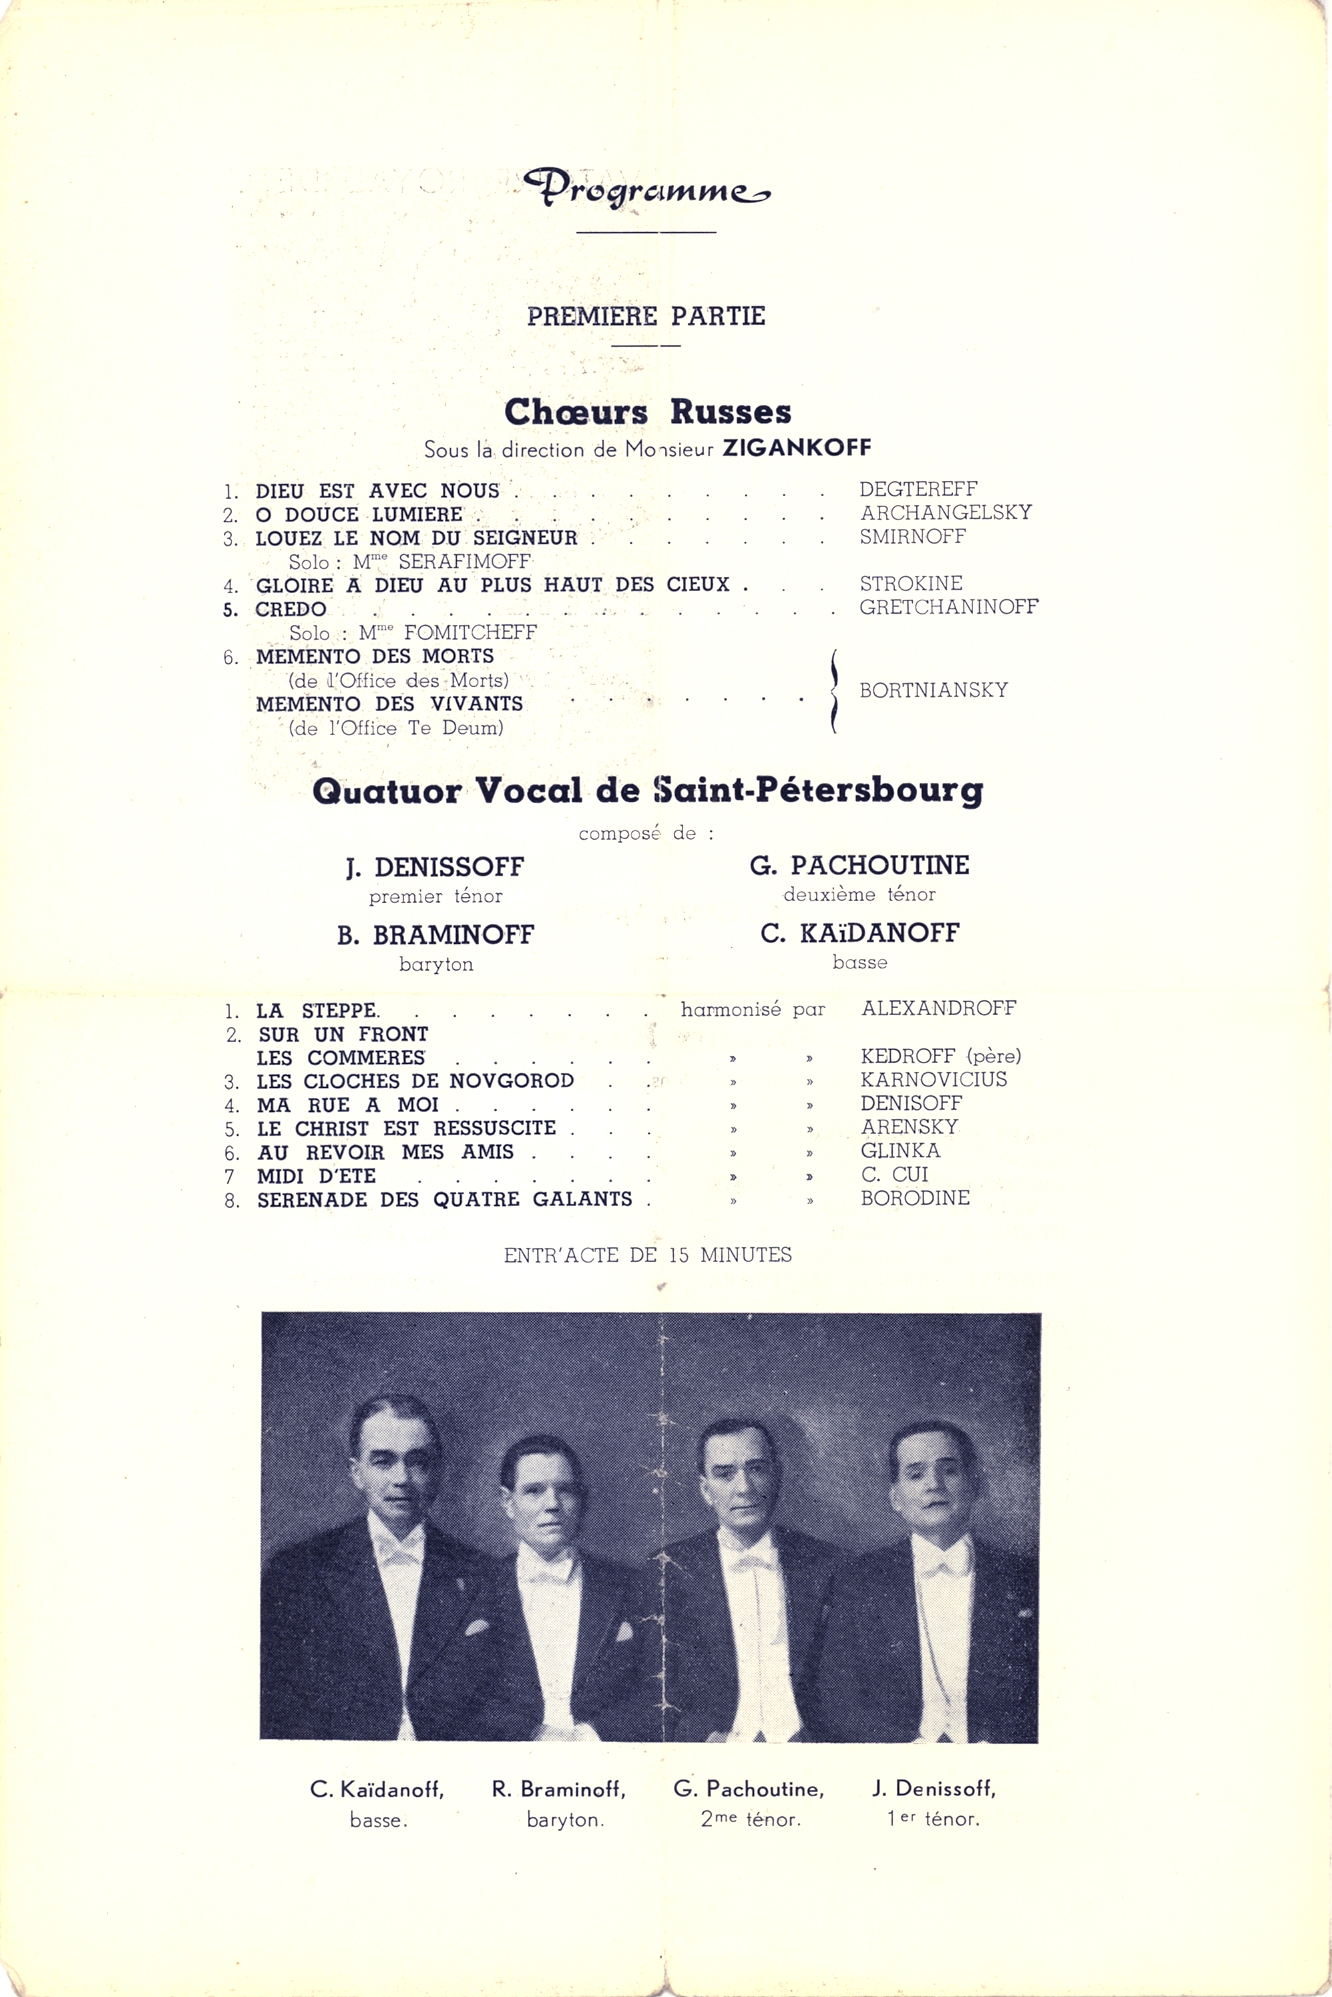 Programme
PREMIERE PARTIE
Chœurs Russes
Sous la direction de Monsieur ZIGANKOFF
1. DIEU EST AVEC NOUS . . . . . . . . . DEGTEREFF
2. O DOUCE LUMIERE . . . . . . . . . . ARCHANGELSKY
3. LOUEZ LE NOM DU SEIGNEUR . . . . . . . SMIRNOFF
Solo : Mme SERAFIMOFF
4. GLOIRE A DIEU AU PLUS HAUT DES CIEUX . . . STROKINE
5. CREDO . . . . . . . . . . . . . GRETCHANINOFF
Solo : Mme FOMITCHEFF
6. MEMENTO DES MORTS
(de l'Office des Morts)
BORTNIANSKY
MEMENTO DES VIVANTS . . . . . . .
(de l'Office Te Deum)
Quatuor Vocal de Saint-Pétersbourg
composé de :
J. DENISSOFF G. PACHOUTINE
premier ténor deuxième ténor
B. BRAMINOFF C. KAïDANOFF
baryton basse
1. LA STEPPE. . . . . . . . harmonisé par ALEXANDROFF
2. SUR UN FRONT
LES COMMERES . . . . . . » » KEDROFF (père)
3. LES CLOCHES DE NOVGOROD . . » » KARNOVICIUS
4. MA RUE A MOI . . . . . . » » DENISOFF
5. LE CHRIST EST RESSUSCITE . . . » » ARENSKY
6. AU REVOIR MES AMIS . . . . » » GLINKA
7 MIDI D'ETE . . . . . . . » » C. CUI
8. SERENADE DES QUATRE GALANTS . » » BORODINE
ENTR'ACTE DE 15 MINUTES
C. Kaïdanoff, R. Braminoff, G. Pachoutine, J. Denissoff,
basse. baryton. 2me ténor. 1er ténor.